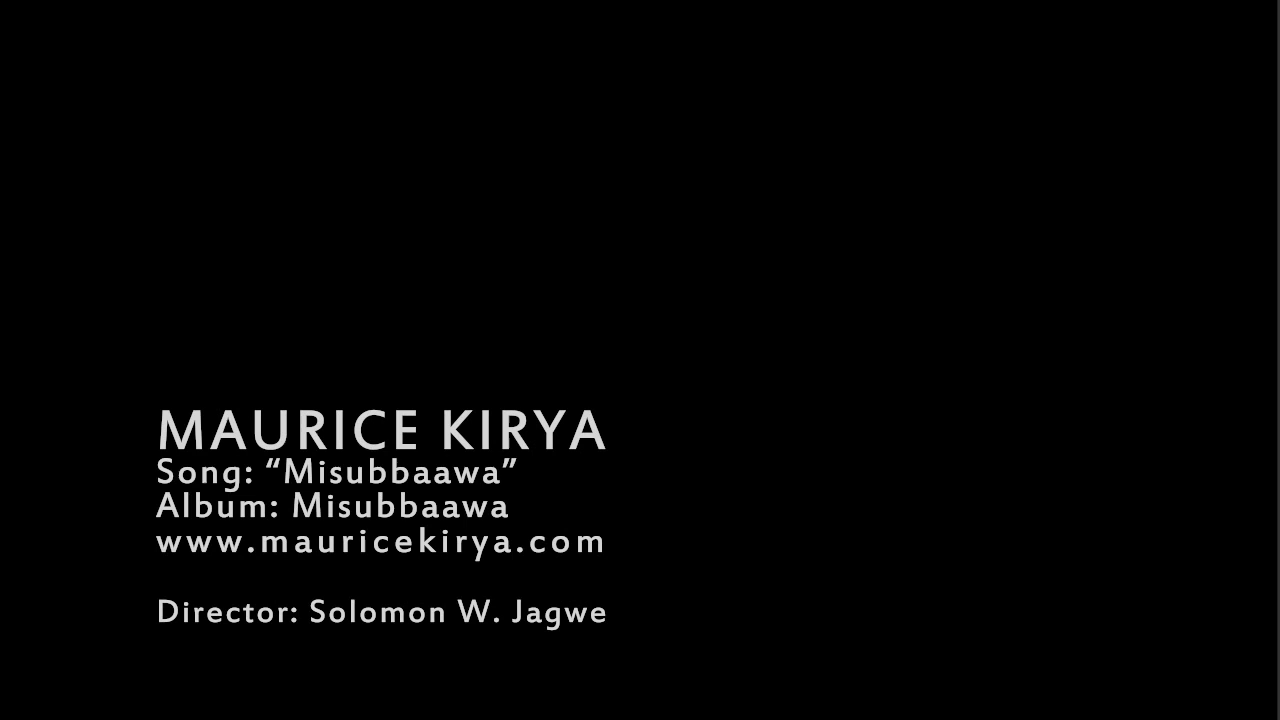 MAURICE KIRYA
Song: “Misubbaawa”
Album: Misubbaawa
www.mauricekirya.com
Director: Solomon W. Jagwe